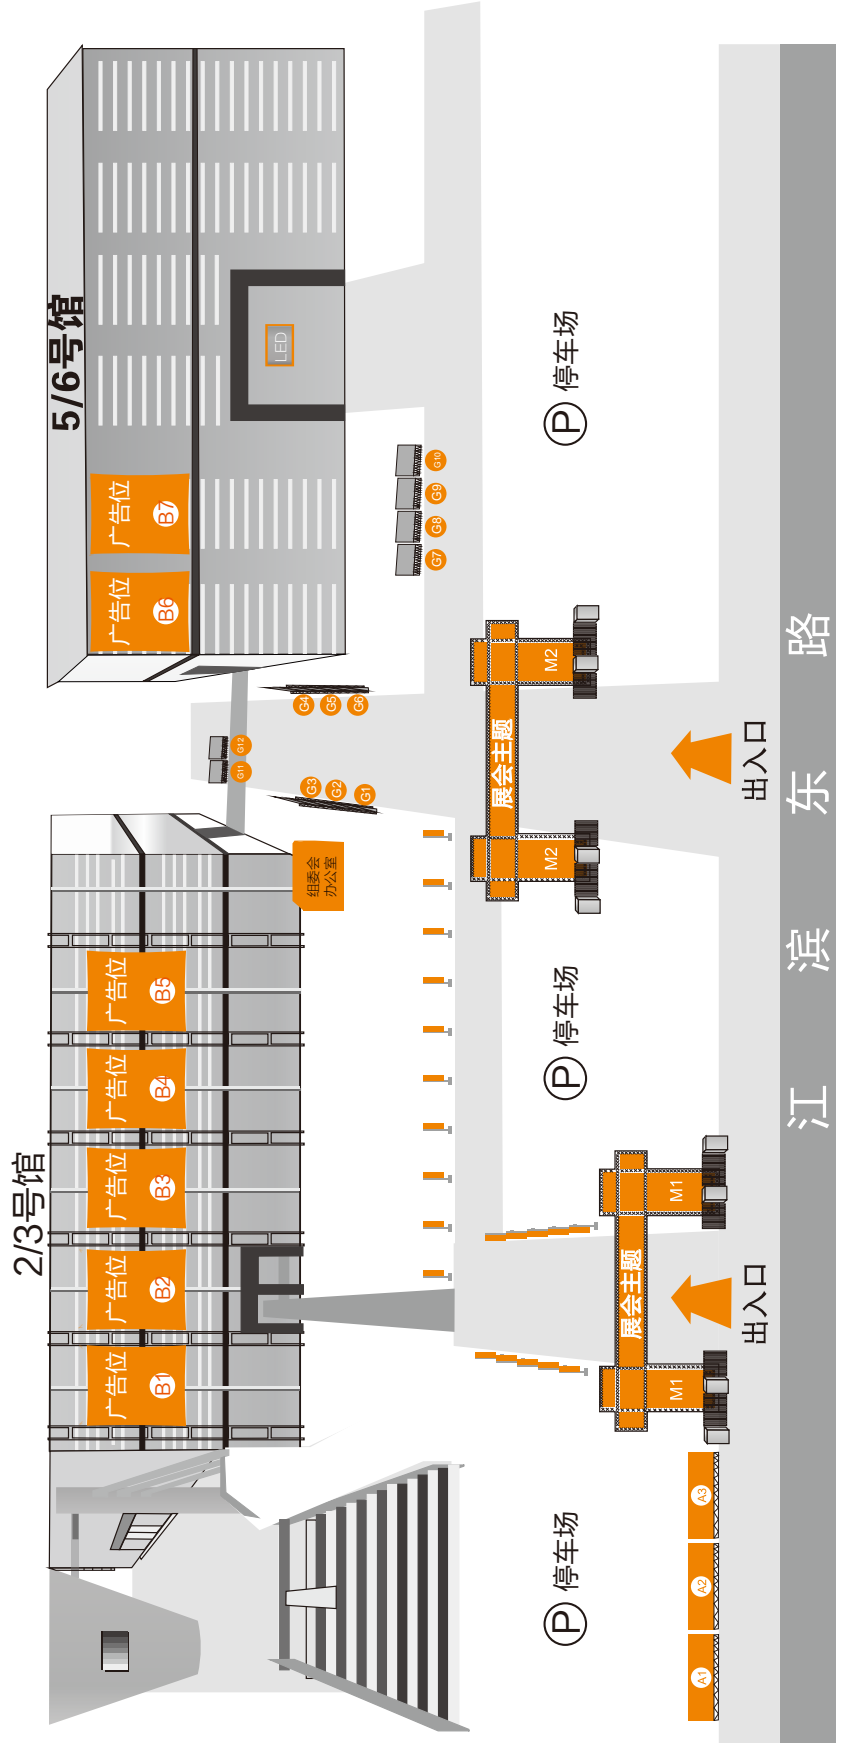 2/3号馆
5/6号馆
广告位
B1
广告位
B2
广告位
B3
广告位
B4
广告位
B5
广告位
B6
广告位
B7
LED
组委会
办公室
G11
G12
G3
G2
G1
G4
G5
G6
G7
G8
G9
G10
展会主题
M2
M2
P 停车场
P 停车场
P 停车场
展会主题
M1
M1
A1
A2
A3
出入口
出入口
江滨东路